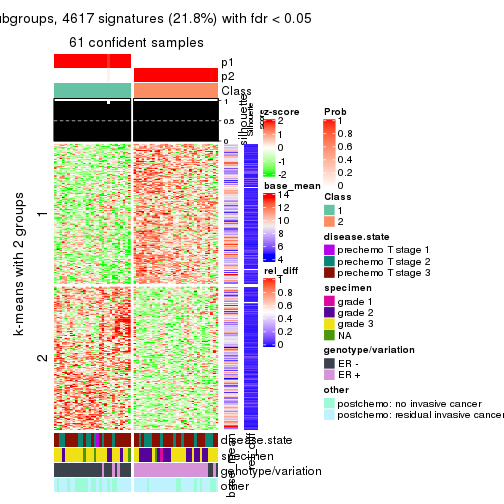 ubgroups, 4617 signatures (21.8%) with fdr < 0.05
61 confident samples
p1
p2
Class
1
0.5
0
silhouette
silhouette
score
k-means with 2 groups
1
2
disease.state
specimen
genotype/variation
other
base_mean
rel_diff
z-score
2
1
0
-1
-2
base_mean
14
12
10
8
6
4
rel_diff
1
0.8
0.6
0.4
0.2
0
Prob
1
0.8
0.6
0.4
0.2
0
Class
1
2
disease.state
prechemo T stage 1
prechemo T stage 2
prechemo T stage 3
specimen
grade 1
grade 2
grade 3
NA
genotype/variation
ER -
ER +
other
postchemo: no invasive cancer
postchemo: residual invasive cancer